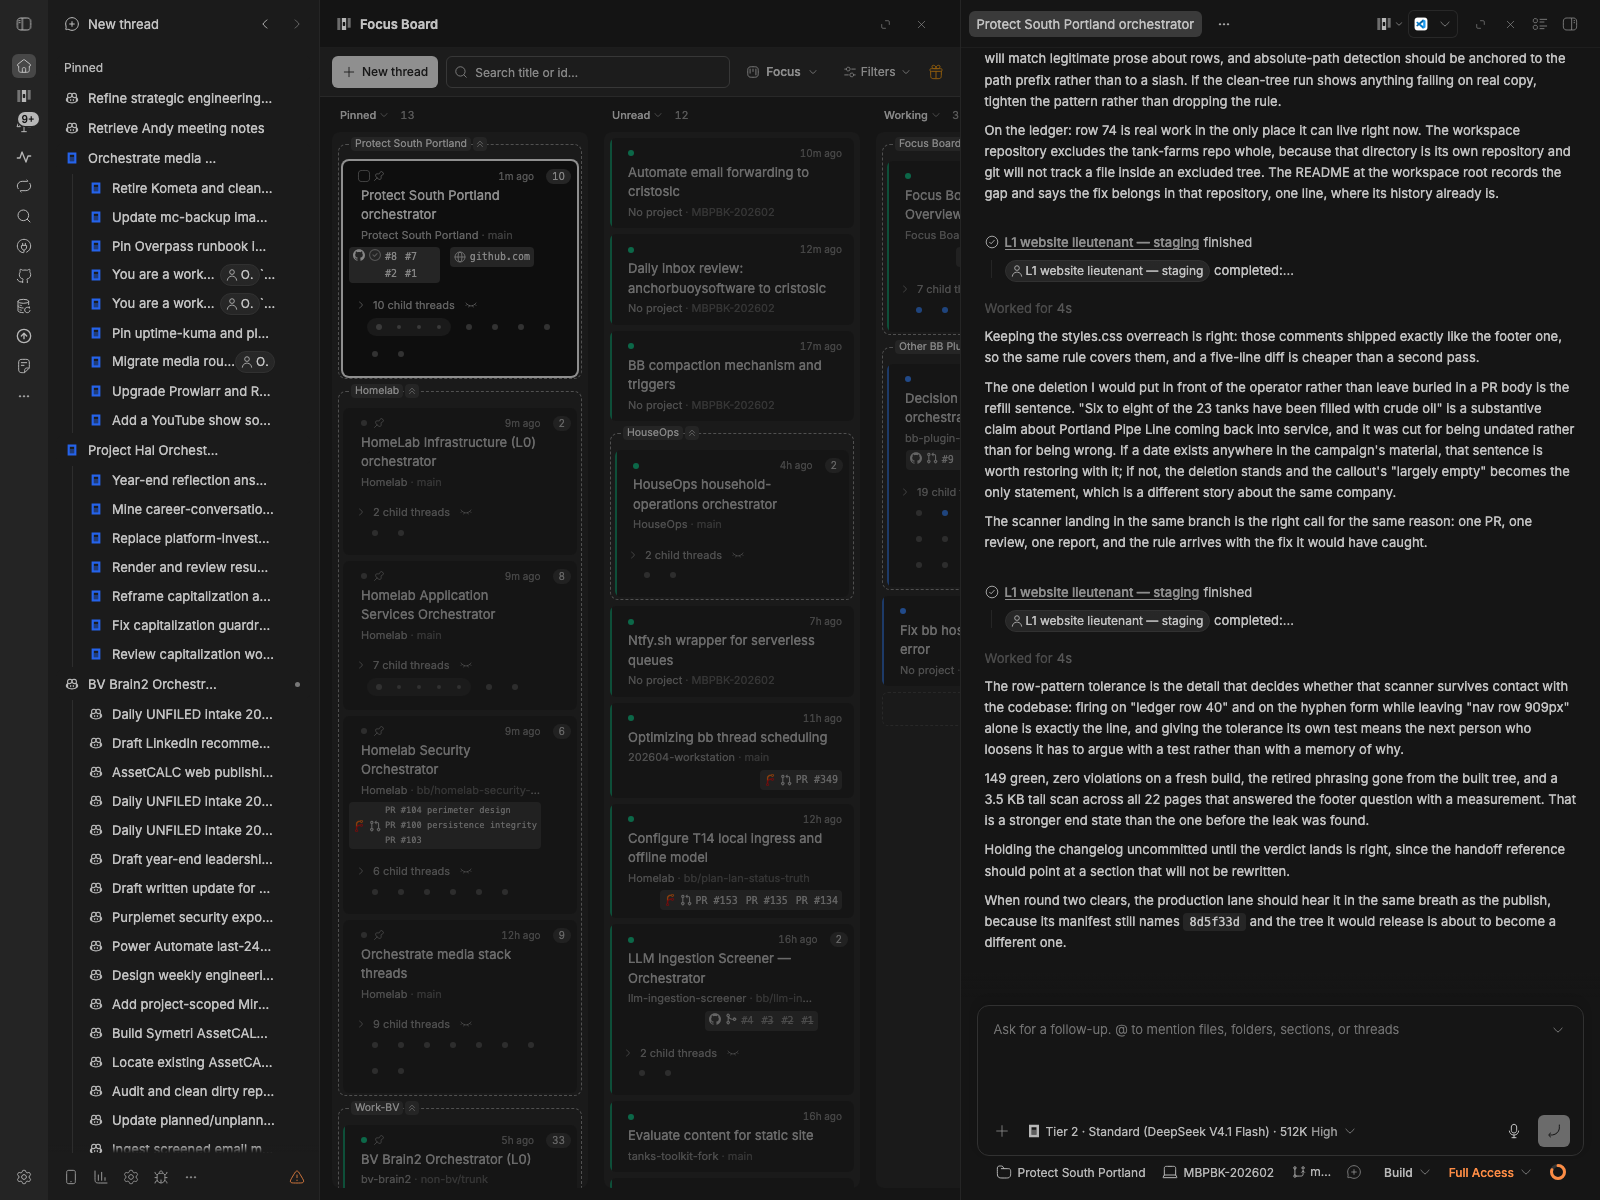 New thread
Pinned
Refine strategic engineering...
Retrieve Andy meeting notes
Orchestrate media ...
Retire Kometa and clean...
Update mc-backup ima...
Pin Overpass runbook i...
You are a work... O. '...
You are a work... O. '...
Pin uptime-kuma and pl...
Migrate media rou... O.
Upgrade Prowlarr and R...
Add a YouTube show so...
Project Hal Orchest...
Year-end reflection ans...
Mine career-conversatio...
Replace platform-invest...
Render and review resu...
Reframe capitalization a...
Fix capitalization guardr...
Review capitalization wo...
BV Brain2 Orchestr...
Daily UNFILED intake 20...
Draft LinkedIn recomme...
AssetCALC web publishi...
Daily UNFILED intake 20...
Daily UNFILED intake 20...
Draft year-end leadershi...
Draft written update for ...
Purplemet security expo...
Power Automate last-24...
Design weekly engineeri...
Add project-scoped Mir...
Build Symetri AssetCAL...
Locate existing AssetCA...
Audit and clean dirty rep...
Update planned/unplann...
Ingest screened email m...
9+
Focus Board
New thread
Search title or id...
Focus
Filters
Pinned 13
Protect South Portland
1m ago 10
Protect South Portland
orchestrator
Protect South Portland · main
#8 #7
#2 #1
github.com
10 child threads
Homelab
9m ago 2
HomeLab Infrastructure (L0)
orchestrator
Homelab · main
2 child threads
9m ago 8
Homelab Application
Services Orchestrator
Homelab · main
7 child threads
9m ago 6
Homelab Security
Orchestrator
Homelab · bb/homelab-security-...
PR #104 perimeter design
PR #100 persistence integrity
PR #103
6 child threads
12h ago 9
Orchestrate media stack
threads
Homelab · main
9 child threads
Work-BV
5h ago 33
BV Brain2 Orchestrator (L0)
bv-brain2 · non-bv/trunk
Unread 12
10m ago
Automate email forwarding to
cristosic
No project · MBPBK-202602
12m ago
Daily inbox review:
anchorbuoysoftware to cristosic
No project · MBPBK-202602
17m ago
BB compaction mechanism and
triggers
No project · MBPBK-202602
HouseOps
4h ago 2
HouseOps household-
operations orchestrator
HouseOps · main
2 child threads
7h ago
Ntfy.sh wrapper for serverless
queues
No project · MBPBK-202602
11h ago
Optimizing bb thread scheduling
202604-workstation · main
PR #349
12h ago
Configure T14 local ingress and
offline model
Homelab · bb/plan-lan-status-truth
PR #153 PR #135 PR #134
16h ago 2
LLM Ingestion Screener —
Orchestrator
llm-ingestion-screener · bb/llm-in...
#4 #3 #2 #1
2 child threads
16h ago
Evaluate content for static site
tanks-toolkit-fork · main
Working 3
Focus Board
Focus Bo
Overview
Focus Boa
7 child t
Other BB Plu
Decision
orchestra
bb-plugin-
#9
19 child
Fix bb hos
error
No project ·
Protect South Portland orchestrator
will match legitimate prose about rows, and absolute-path detection should be anchored to the
path prefix rather than to a slash. If the clean-tree run shows anything failing on real copy,
tighten the pattern rather than dropping the rule.
On the ledger: row 74 is real work in the only place it can live right now. The workspace
repository excludes the tank-farms repo whole, because that directory is its own repository and
git will not track a file inside an excluded tree. The README at the workspace root records the
gap and says the fix belongs in that repository, one line, where its history already is.
L1 website lieutenant — staging finished
L1 website lieutenant — staging completed:...
Worked for 4s
Keeping the styles.css overreach is right: those comments shipped exactly like the footer one,
so the same rule covers them, and a five-line diff is cheaper than a second pass.
The one deletion I would put in front of the operator rather than leave buried in a PR body is the
refill sentence. "Six to eight of the 23 tanks have been filled with crude oil" is a substantive
claim about Portland Pipe Line coming back into service, and it was cut for being undated rather
than for being wrong. If a date exists anywhere in the campaign's material, that sentence is
worth restoring with it; if not, the deletion stands and the callout's "largely empty" becomes the
only statement, which is a different story about the same company.
The scanner landing in the same branch is the right call for the same reason: one PR, one
review, one report, and the rule arrives with the fix it would have caught.
L1 website lieutenant — staging finished
L1 website lieutenant — staging completed:...
Worked for 4s
The row-pattern tolerance is the detail that decides whether that scanner survives contact with
the codebase: firing on "ledger row 40" and on the hyphen form while leaving "nav row 909px"
alone is exactly the line, and giving the tolerance its own test means the next person who
loosens it has to argue with a test rather than with a memory of why.
149 green, zero violations on a fresh build, the retired phrasing gone from the built tree, and a
3.5 KB tail scan across all 22 pages that answered the footer question with a measurement. That
is a stronger end state than the one before the leak was found.
Holding the changelog uncommitted until the verdict lands is right, since the handoff reference
should point at a section that will not be rewritten.
When round two clears, the production lane should hear it in the same breath as the publish,
because its manifest still names 8d5f33d and the tree it would release is about to become a
different one.
Ask for a follow-up. @ to mention files, folders, sections, or threads
Tier 2 · Standard (DeepSeek V4.1 Flash) · 512K High
Protect South Portland
MBPBK-202602
m...
Build
Full Access